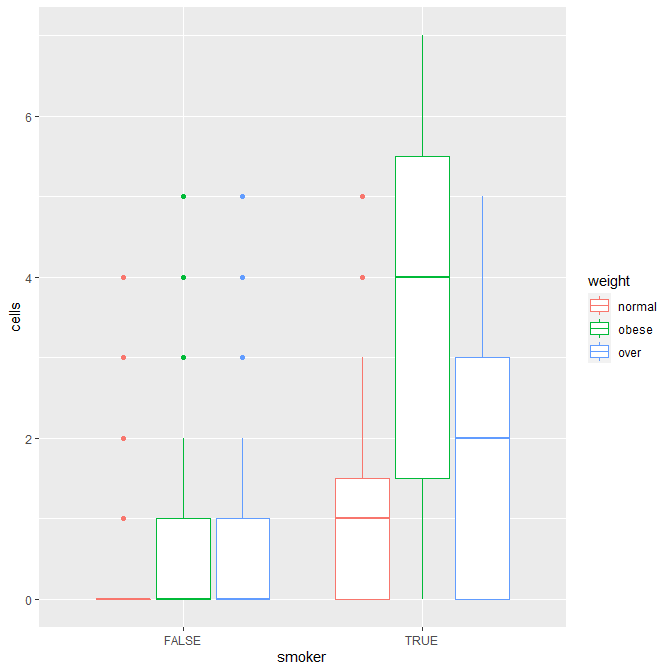 6
4
2
0
cells
FALSE
TRUE
smoker
weight
normal
obese
over